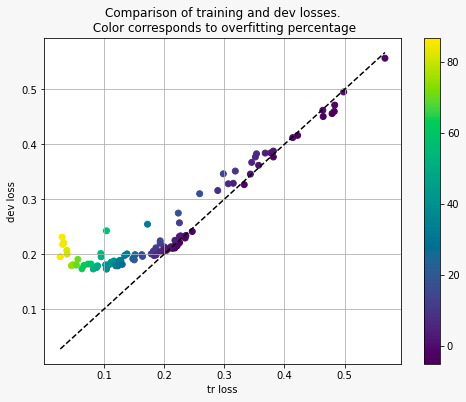 Comparison of training and dev losses.
Color corresponds to overfitting percentage
dev loss
0.5
0.4
0.3
0.2
0.1
0.1 0.2 0.3 0.4 0.5
tr loss
80
60
40
20
0